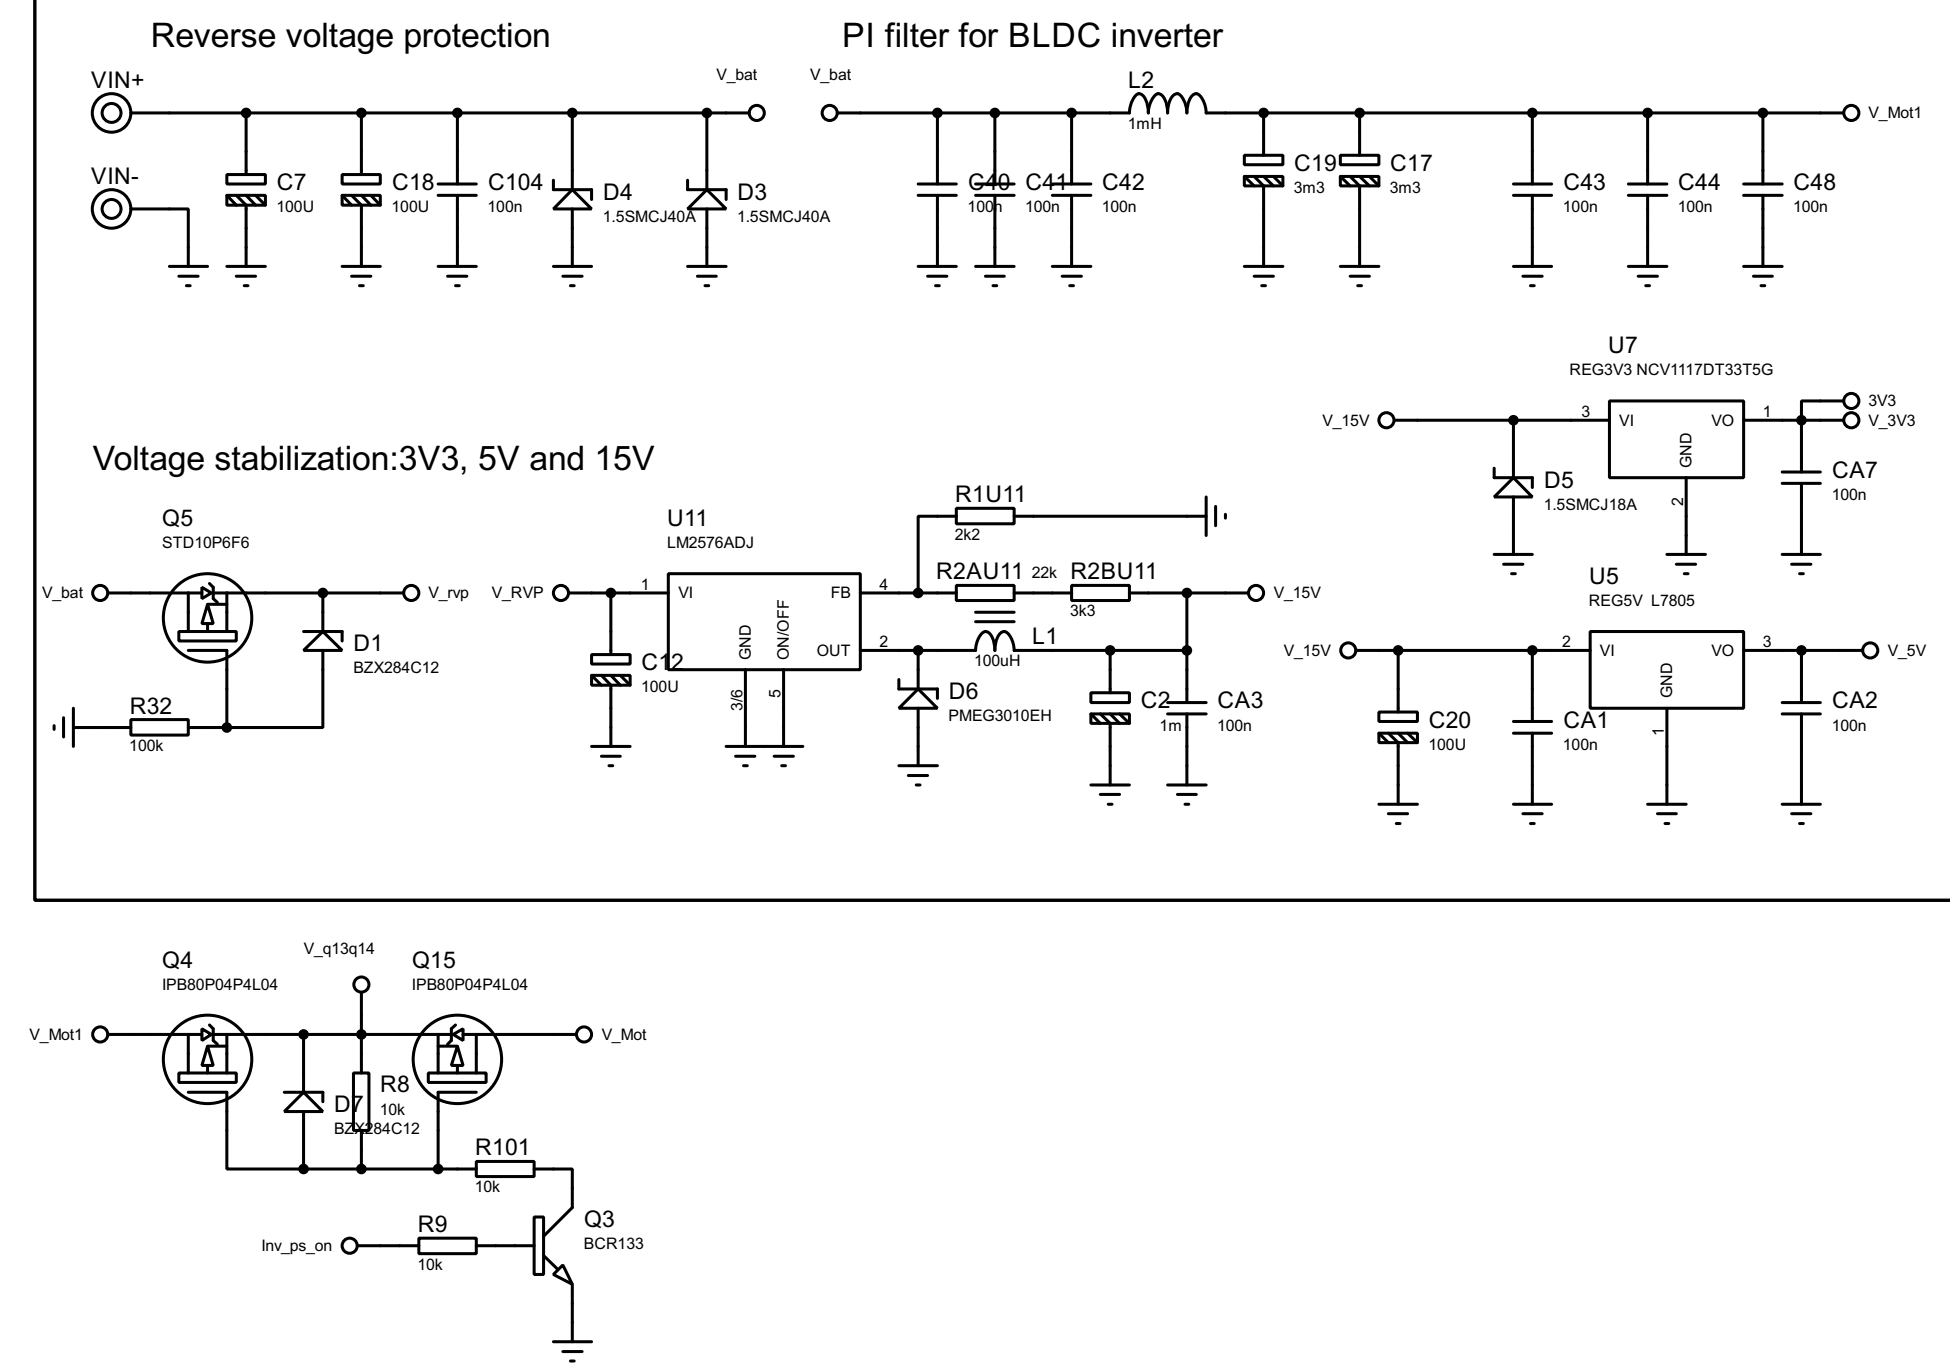 Reverse voltage protection
PI filter for BLDC inverter
VIN+
V_bat
V_bat
L2
1mH
V_Mot1
VIN-
C7
100U
C18
100U
C104
100n
D4
1.5SMCJ40A
D3
1.5SMCJ40A
C40
100n
C41
100n
C42
100n
C19
3m3
C17
3m3
C43
100n
C44
100n
C48
100n
Voltage stabilization:3V3, 5V and 15V
U7
REG3V3 NCV1117DT33T5G
V_15V
3
VI
VO
GND
1
2
3V3
V_3V3
D5
1.5SMCJ18A
CA7
100n
Q5
STD10P6F6
V_bat
V_rvp
D1
BZX284C12
R32
100k
U11
LM2576ADJ
V_RVP
1
VI
FB
4
GND
ON/OFF
OUT
2
3/6
5
C12
100U
R1U11
2k2
R2AU11
22k
R2BU11
3k3
V_15V
L1
100uH
D6
PMEG3010EH
C2
1m
CA3
100n
U5
REG5V L7805
V_15V
2
VI
VO
3
GND
1
V_5V
C20
100U
CA1
100n
CA2
100n
Q4
IPB80P04P4L04
V_q13q14
Q15
IPB80P04P4L04
V_Mot1
V_Mot
D7
BZX284C12
R8
10k
R101
10k
Inv_ps_on
R9
10k
Q3
BCR133